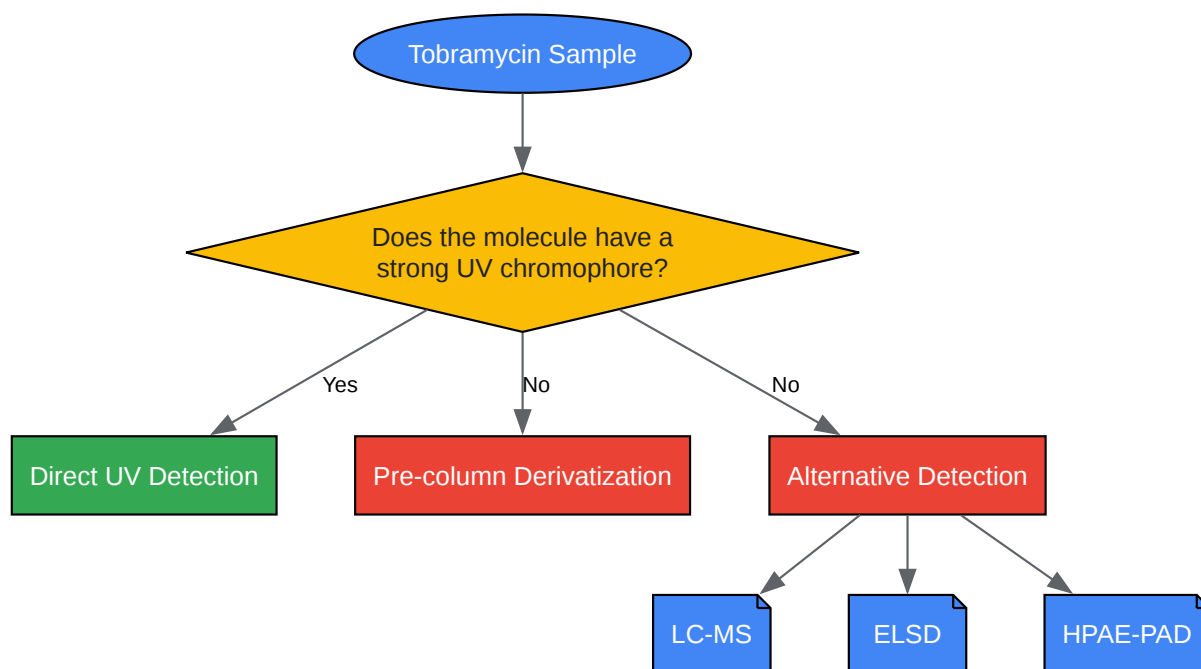 Tobramycin Sample
Does the molecule have a
strong UV chromophore?
Yes
No
No
Direct UV Detection
Pre-column Derivatization
Alternative Detection
LC-MS
ELSD
HPAE-PAD